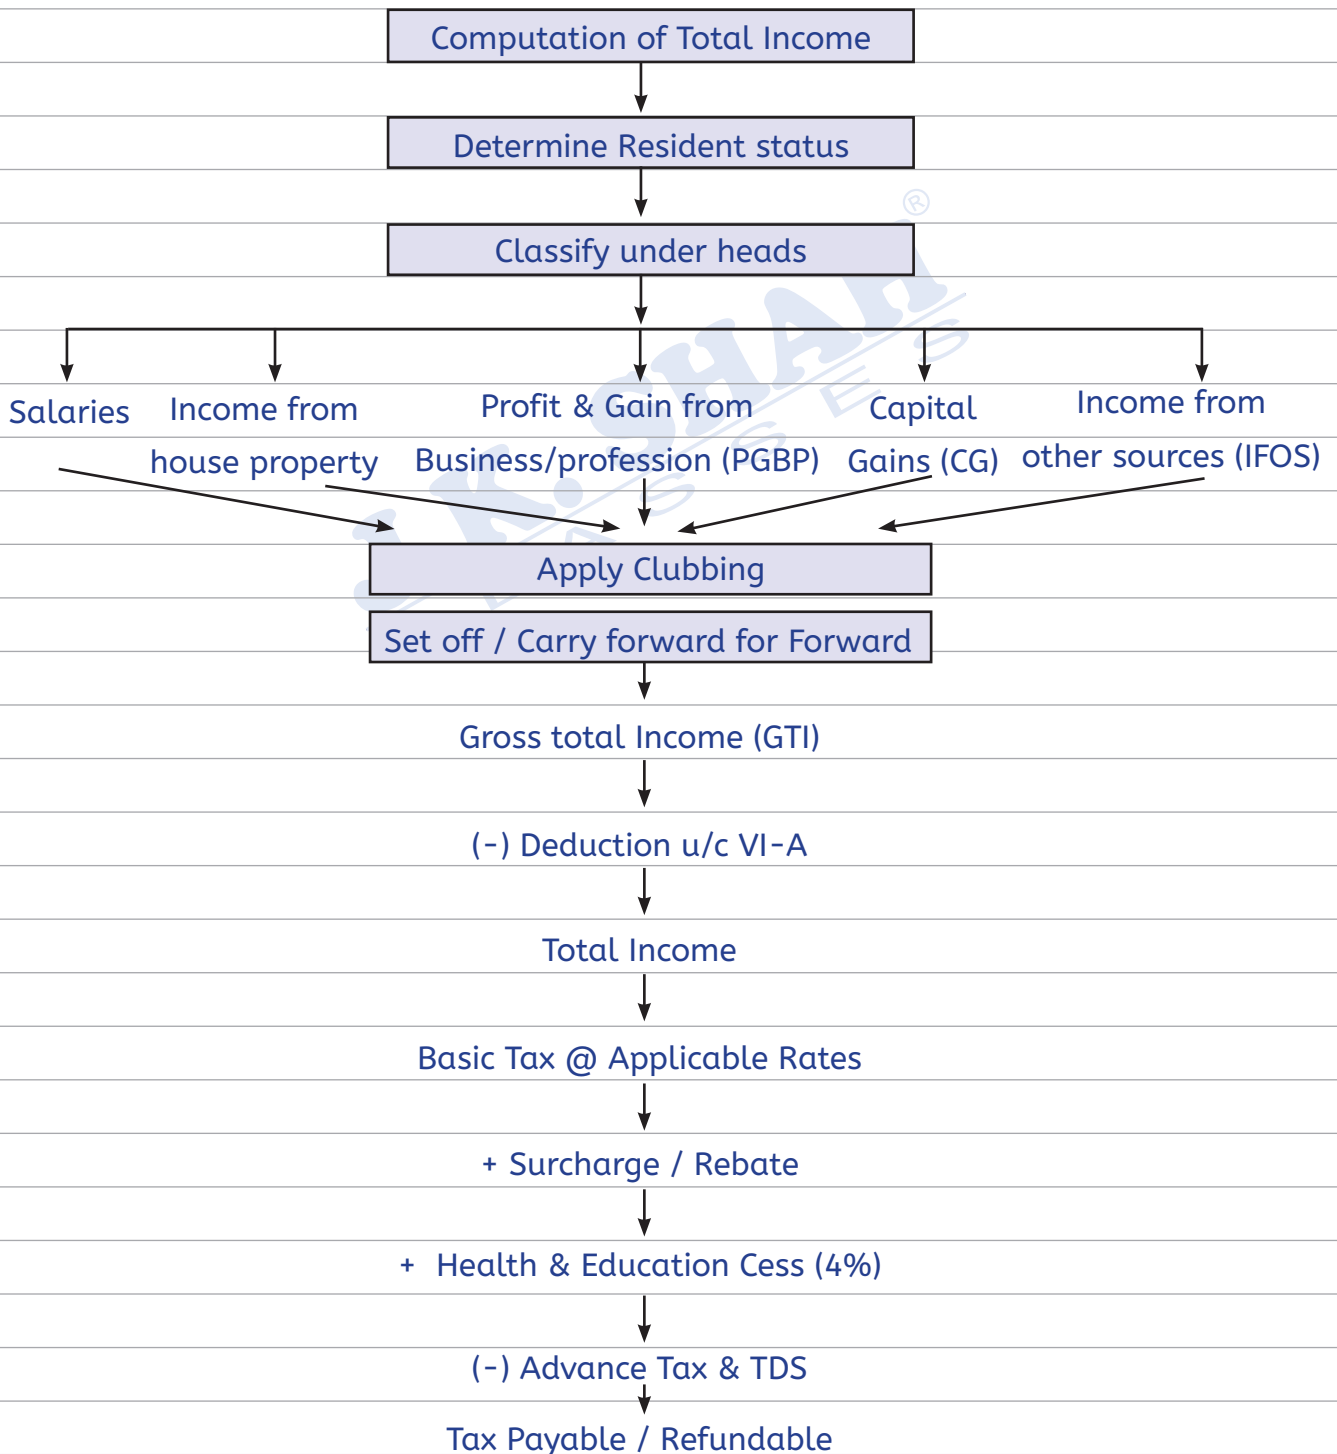 Computation of Total Income
Determine Resident status
®
Classify under heads
J.K. SHAH
CLASSES
Salaries
Income from
house property
Profit & Gain from
Business/profession (PGBP)
Capital
Gains (CG)
Income from
other sources (IFOS)
Apply Clubbing
Set off / Carry forward for Forward
Gross total Income (GTI)
(-) Deduction u/c VI-A
Total Income
Basic Tax @ Applicable Rates
+ Surcharge / Rebate
+ Health & Education Cess (4%)
(-) Advance Tax & TDS
Tax Payable / Refundable